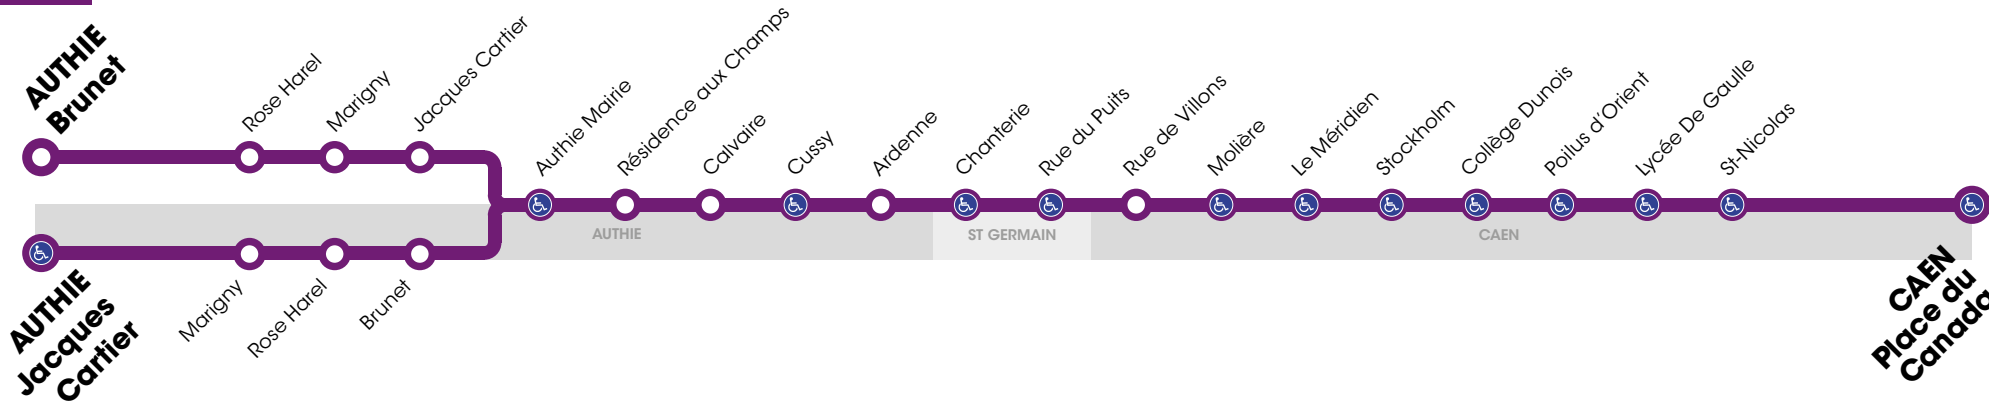 AUTHIE
Brunet
Rose Harel
Marigny
Jacques Cartier
Authie Mairie
Résidence aux Champs
Calvaire
Cussy
Ardenne
Chanterie
Rue du Puits
Rue de Villons
Molière
Le Méridien
Stockholm
Collège Dunois
Poilus d'Orient
Lycée De Gaulle
St-Nicolas
AUTHIE
ST GERMAIN
CAEN
AUTHIE
Jacques
Cartier
Marigny
Rose Harel
Brunet
CAEN
Place du
Canada